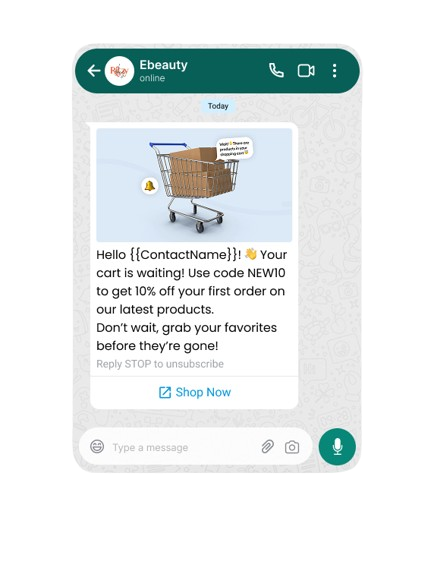 Ebeauty
online
Today
Wait! There are
products in your
shopping cart
Hello {{ContactName}}! 👋 Your
cart is waiting! Use code NEW10
to get 10% off your first order on
our latest products.
Don't wait, grab your favorites
before they're gone!
Reply STOP to unsubscribe
Shop Now
Type a message